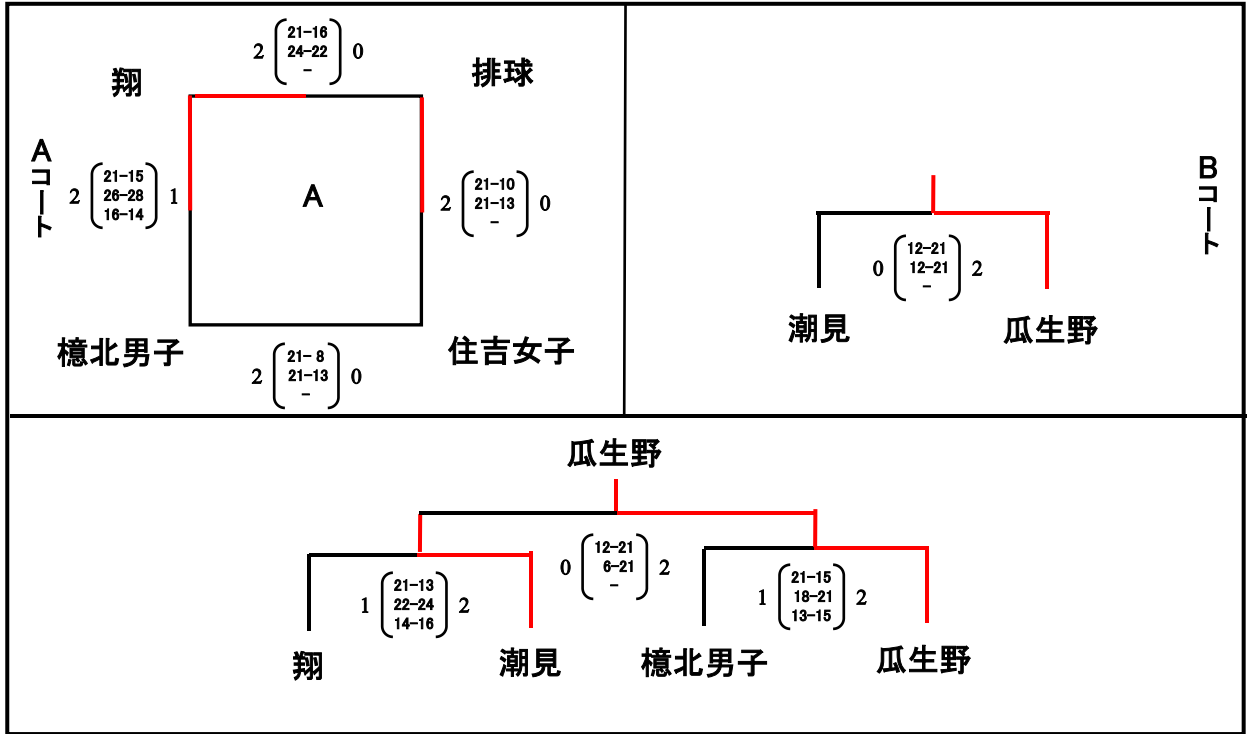 翔
2 21-16 0
24-22
-
排球
Aコート
2 21-15 1
26-28
16-14
A
2 21-10 0
21-13
-
檍北男子
2 21- 8 0
21-13
-
住吉女子
Bコート
0 12-21 2
12-21
-
潮見
瓜生野
瓜生野
0 12-21 2
6-21
-
1 21-13 2
22-24
14-16
1 21-15 2
18-21
13-15
翔
潮見
檍北男子
瓜生野